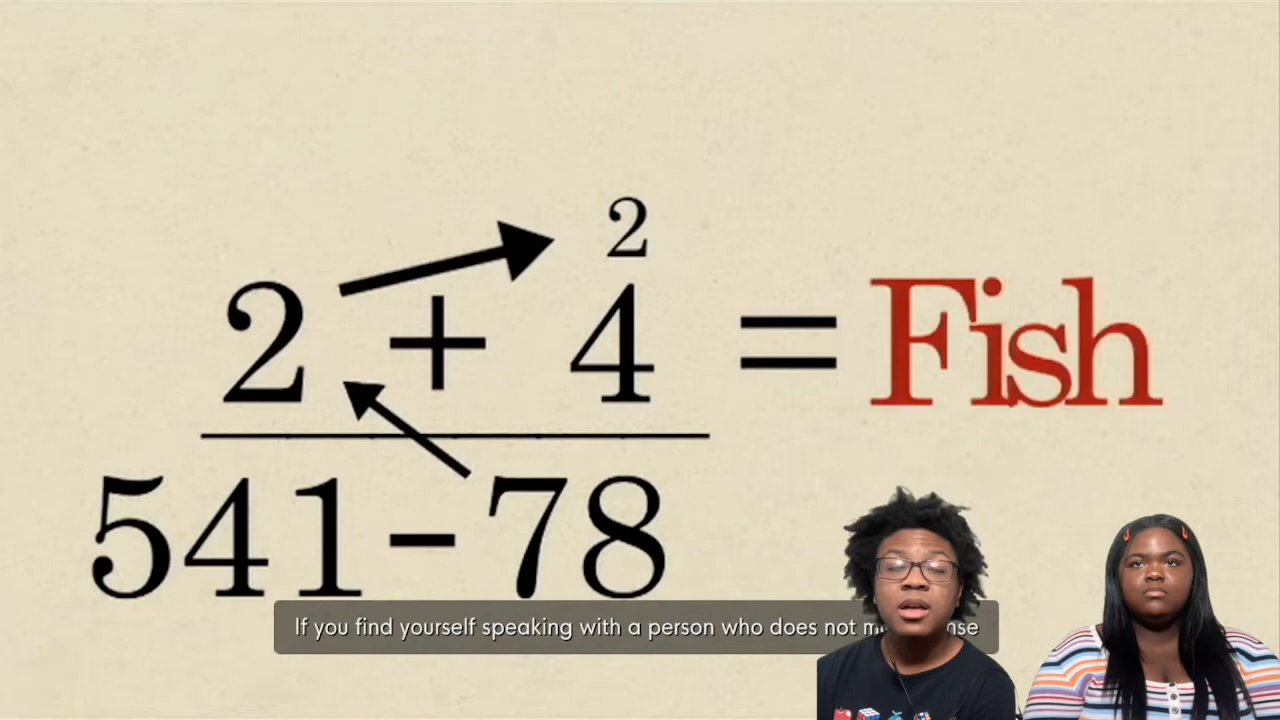 2
2 + 4 = Fish
541-78
If you find yourself speaking with a person who does not